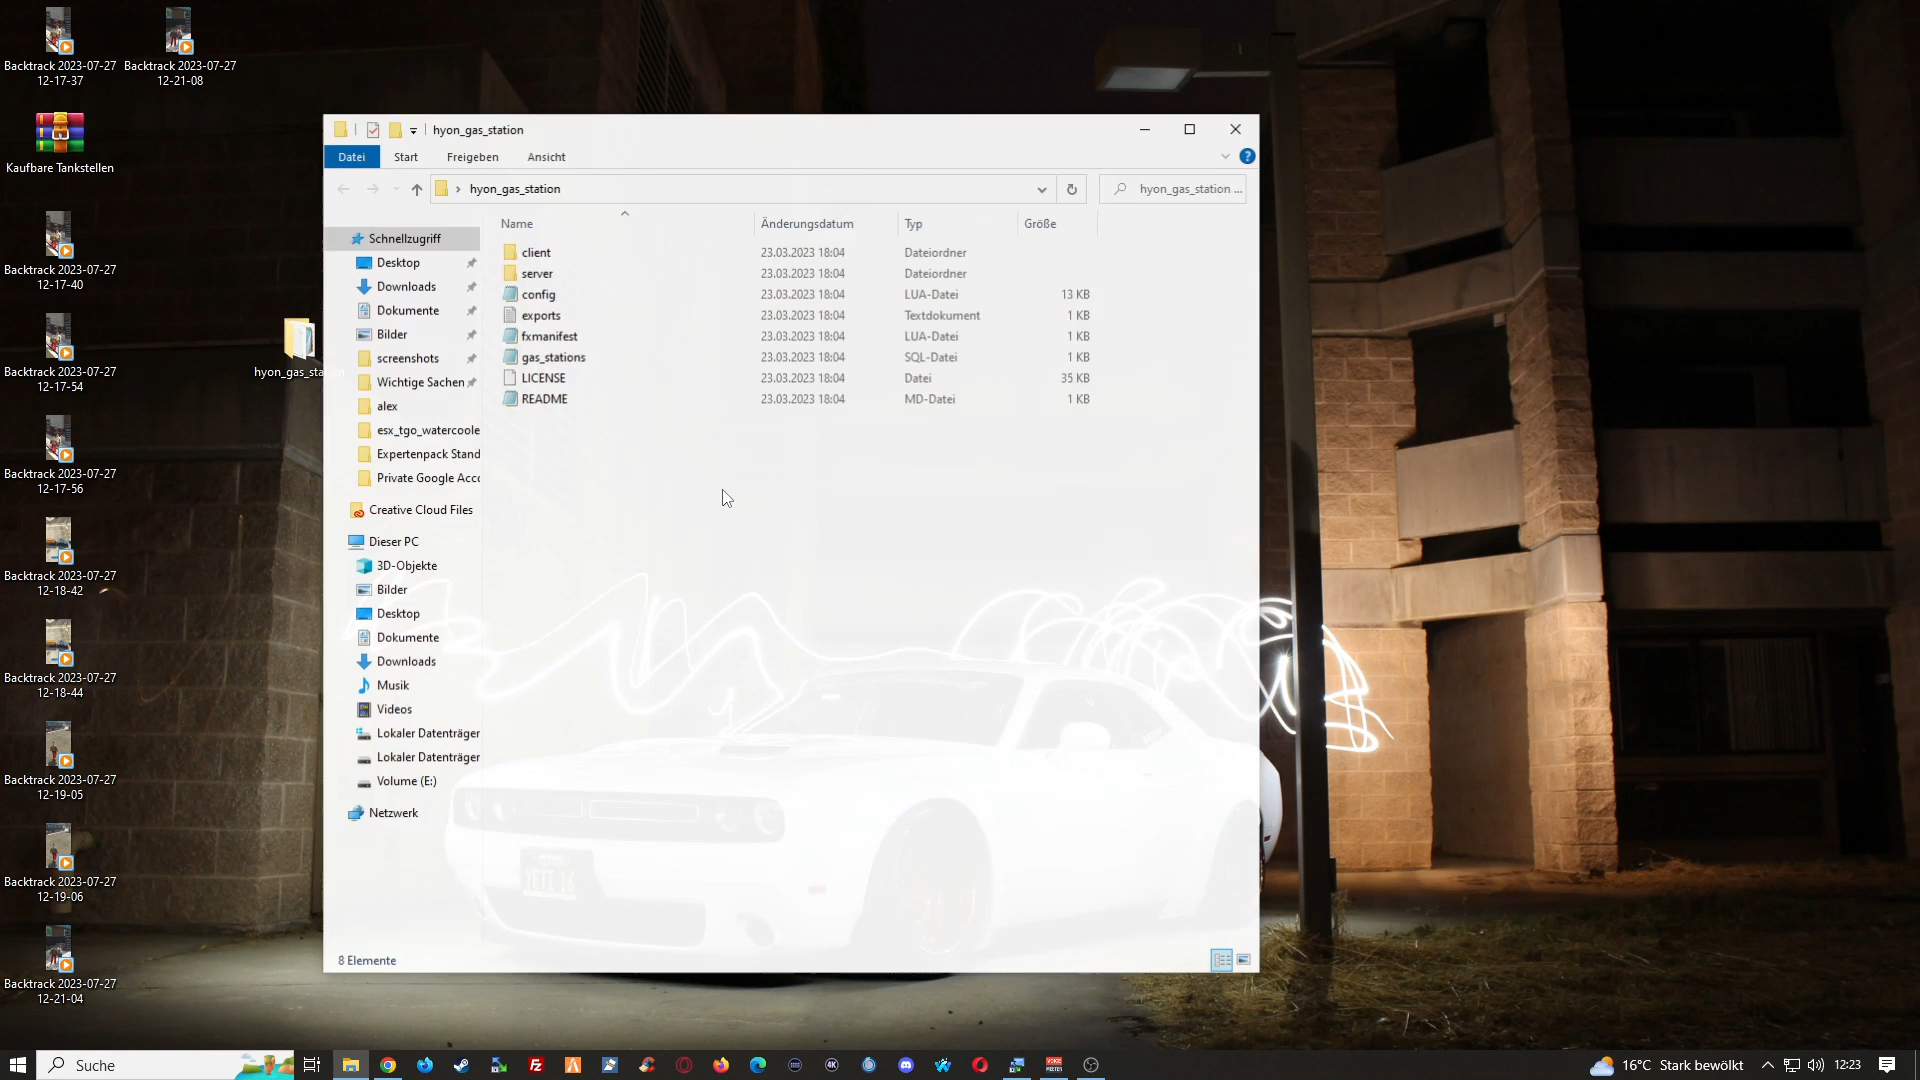 Backtrack 2023-07-27
12-17-37
Backtrack 2023-07-27
12-21-08
Kaufbare Tankstellen
Backtrack 2023-07-27
12-17-40
Backtrack 2023-07-27
12-17-54
Backtrack 2023-07-27
12-17-56
Backtrack 2023-07-27
12-18-42
Backtrack 2023-07-27
12-18-44
Backtrack 2023-07-27
12-19-05
Backtrack 2023-07-27
12-19-06
Backtrack 2023-07-27
12-21-04
hyon_gas_sta
hyon_gas_station
Datei Start Freigeben Ansicht
hyon_gas_station
hyon_gas_station ...
Name Änderungsdatum Typ Größe
Schnellzugriff
Desktop
Downloads
Dokumente
Bilder
screenshots
Wichtige Sachen
alex
esx_tgo_watercoole
Expertenpack Stand
Private Google Acco
Creative Cloud Files
Dieser PC
3D-Objekte
Bilder
Desktop
Dokumente
Downloads
Musik
Videos
Lokaler Datenträger
Lokaler Datenträger
Volume (E:)
Netzwerk
client 23.03.2023 18:04 Dateiordner
server 23.03.2023 18:04 Dateiordner
config 23.03.2023 18:04 LUA-Datei 13 KB
exports 23.03.2023 18:04 Textdokument 1 KB
fxmanifest 23.03.2023 18:04 LUA-Datei 1 KB
gas_stations 23.03.2023 18:04 SQL-Datei 1 KB
LICENSE 23.03.2023 18:04 Datei 35 KB
README 23.03.2023 18:04 MD-Datei 1 KB
YETI 16
8 Elemente
Suche
4K
16°C Stark bewölkt
12:23